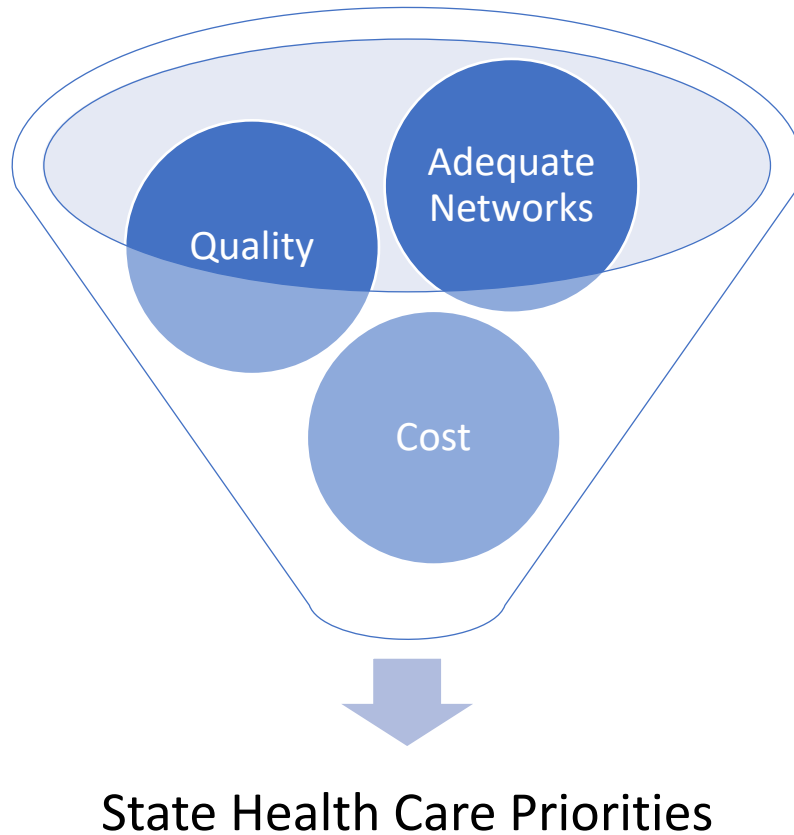 Adequate
Networks
Quality
Cost
State Health Care Priorities